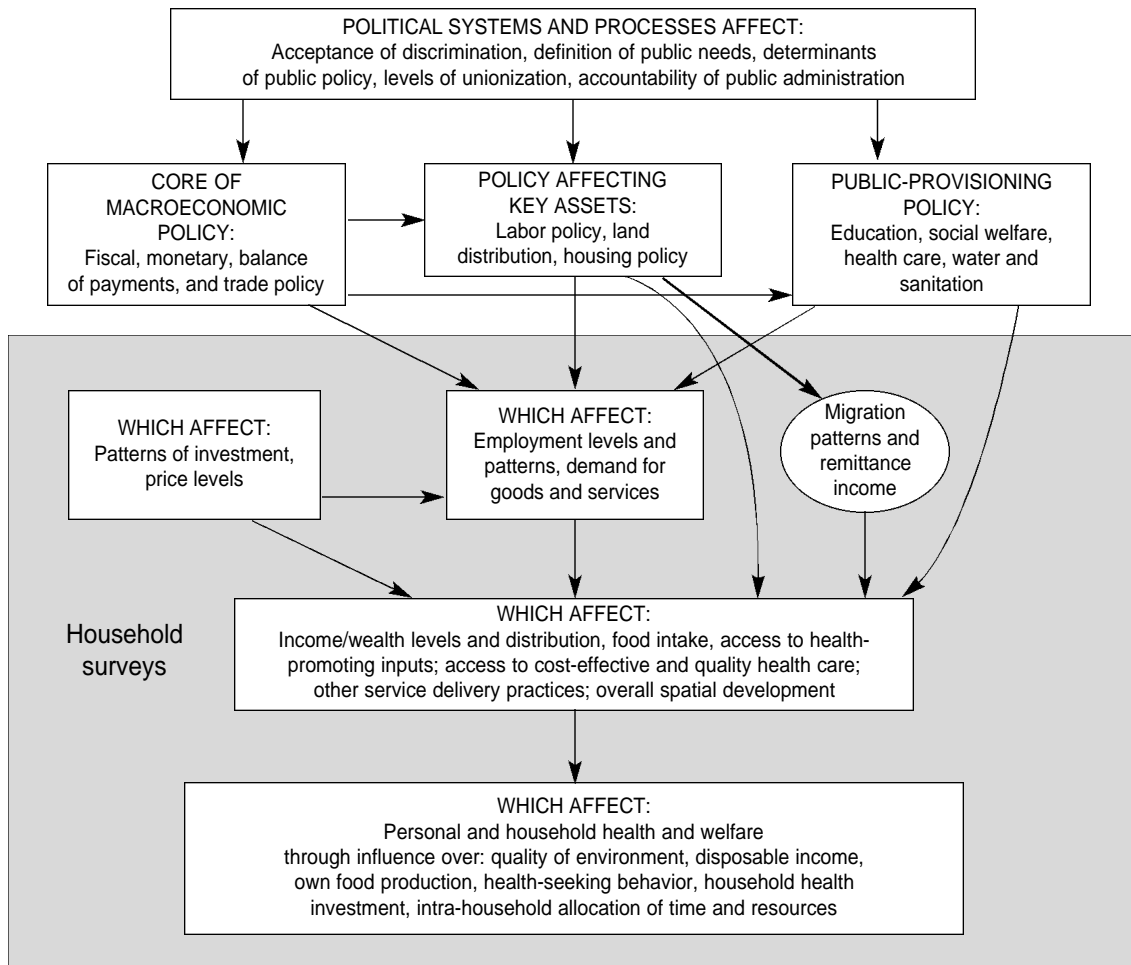 POLITICAL SYSTEMS AND PROCESSES AFFECT:
Acceptance of discrimination, definition of public needs, determinants
of public policy, levels of unionization, accountability of public administration
CORE OF
MACROECONOMIC
POLICY:
Fiscal, monetary, balance
of payments, and trade policy
POLICY AFFECTING
KEY ASSETS:
Labor policy, land
distribution, housing policy
PUBLIC-PROVISIONING
POLICY:
Education, social welfare,
health care, water and
sanitation
WHICH AFFECT:
Patterns of investment,
price levels
WHICH AFFECT:
Employment levels and
patterns, demand for
goods and services
Migration
patterns and
remittance
income
Household
surveys
WHICH AFFECT:
Income/wealth levels and distribution, food intake, access to health-
promoting inputs; access to cost-effective and quality health care;
other service delivery practices; overall spatial development
WHICH AFFECT:
Personal and household health and welfare
through influence over: quality of environment, disposable income,
own food production, health-seeking behavior, household health
investment, intra-household allocation of time and resources